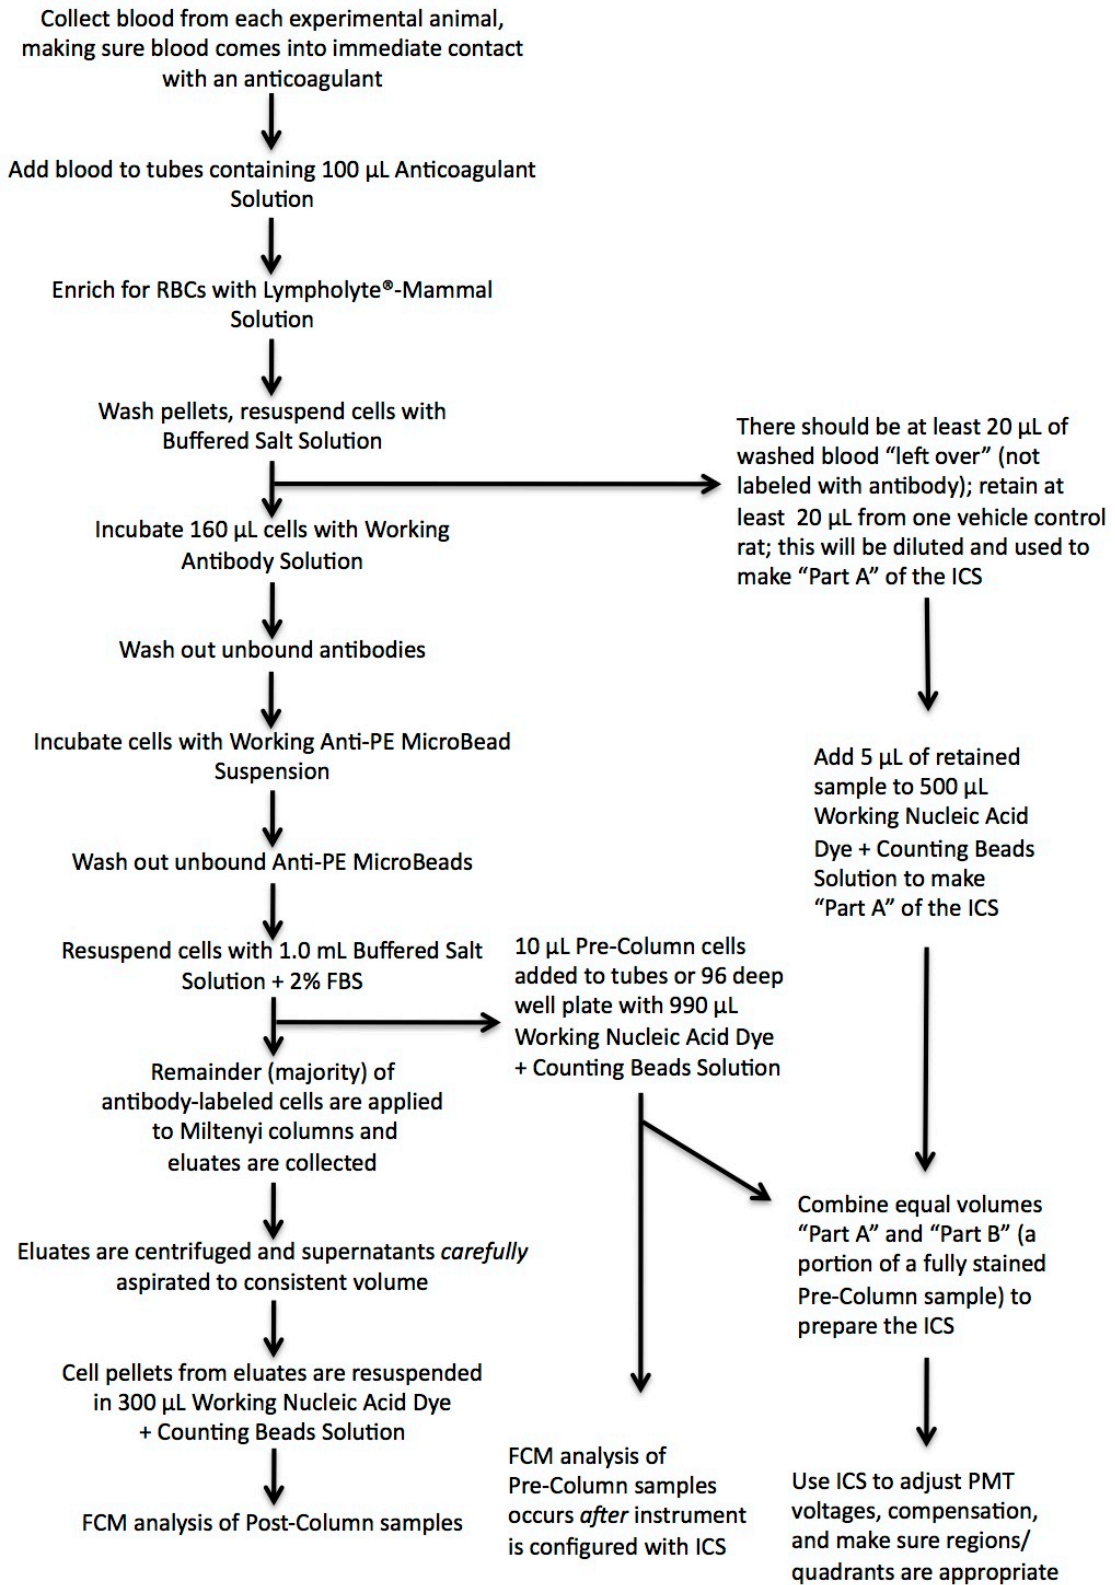 Collect blood from each experimental animal,
making sure blood comes into immediate contact
with an anticoagulant
Add blood to tubes containing 100 µL Anticoagulant
Solution
Enrich for RBCs with Lympholyte®-Mammal
Solution
Wash pellets, resuspend cells with
Buffered Salt Solution
There should be at least 20 µL of
washed blood “left over” (not
labeled with antibody); retain at
least 20 µL from one vehicle control
rat; this will be diluted and used to
make “Part A” of the ICS
Incubate 160 µL cells with Working
Antibody Solution
Wash out unbound antibodies
Incubate cells with Working Anti-PE MicroBead
Suspension
Add 5 µL of retained
sample to 500 µL
Working Nucleic Acid
Dye + Counting Beads
Solution to make
“Part A” of the ICS
Wash out unbound Anti-PE MicroBeads
Resuspend cells with 1.0 mL Buffered Salt
Solution + 2% FBS
10 µL Pre-Column cells
added to tubes or 96 deep
well plate with 990 µL
Working Nucleic Acid Dye
+ Counting Beads Solution
Remainder (majority) of
antibody-labeled cells are applied
to Miltenyi columns and
eluates are collected
Combine equal volumes
“Part A” and “Part B” (a
portion of a fully stained
Pre-Column sample) to
prepare the ICS
Eluates are centrifuged and supernatants carefully
aspirated to consistent volume
Cell pellets from eluates are resuspended
in 300 µL Working Nucleic Acid Dye
+ Counting Beads Solution
FCM analysis of Post-Column samples
FCM analysis of
Pre-Column samples
occurs after instrument
is configured with ICS
Use ICS to adjust PMT
voltages, compensation,
and make sure regions/
quadrants are appropriate